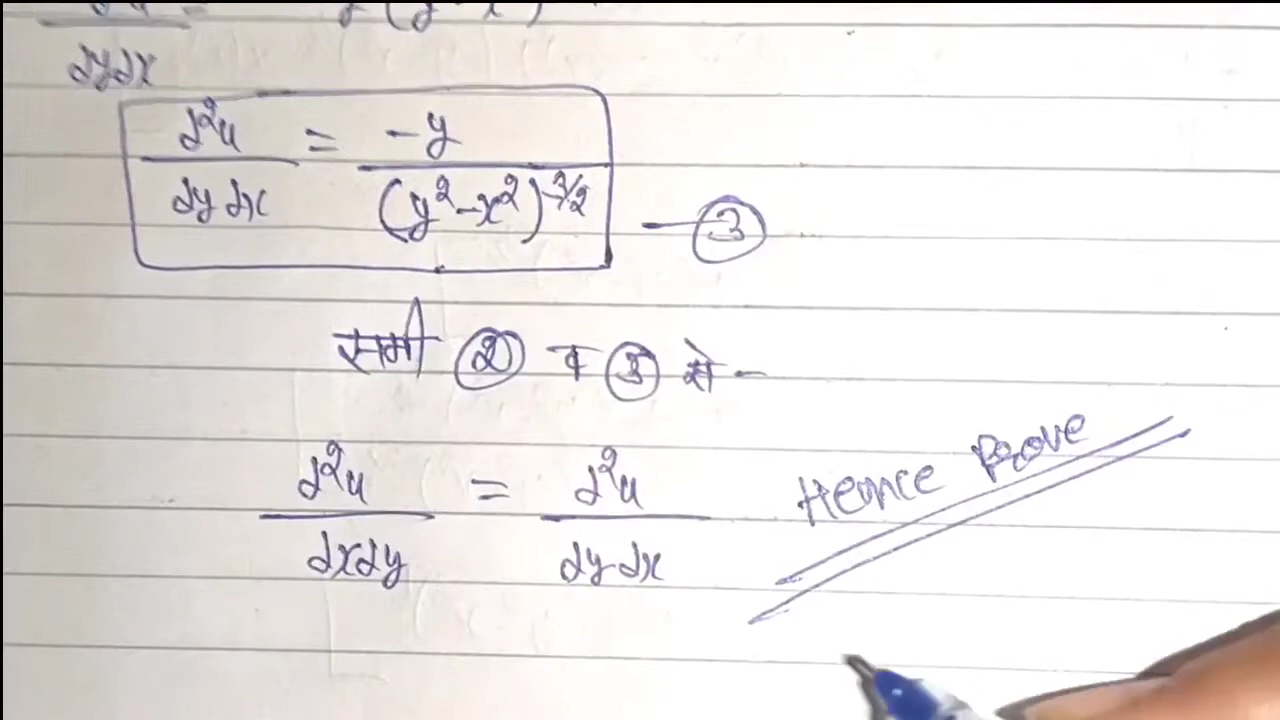 ∂y∂x
∂²u / ∂y∂x = -y / (y²-x²)^-3/2 — ③
समी ② व ③ से -
∂²u / ∂x∂y = ∂²u / ∂y∂x Hence Prove